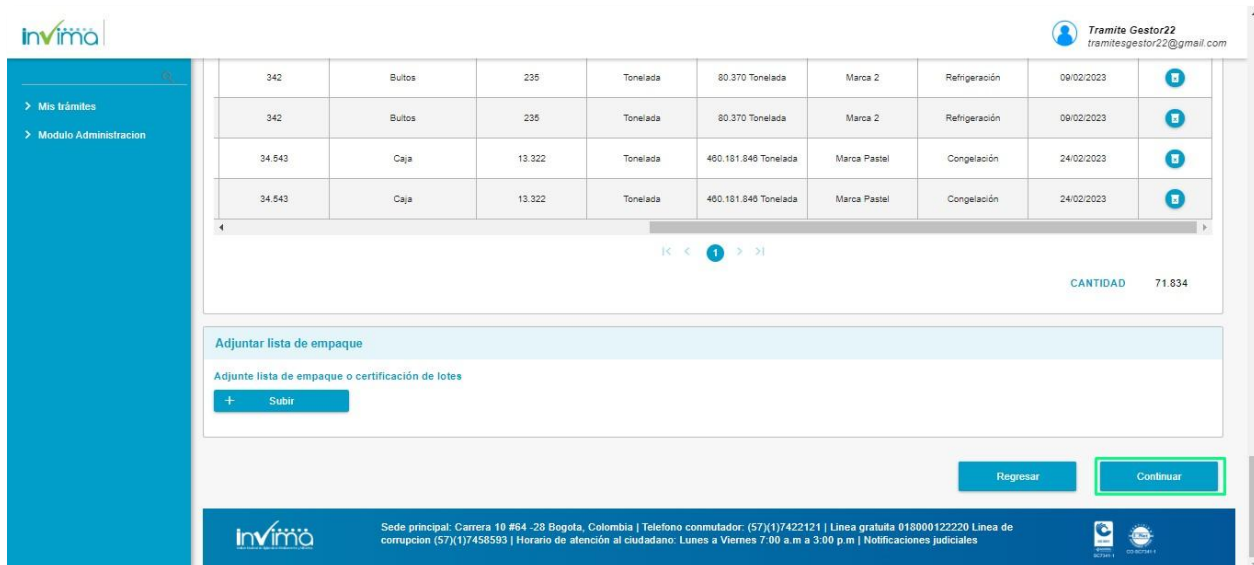 invima
Tramite Gestor22
tramitesgestor22@gmail.com
> Mis trámites
> Modulo Administracion
342 Bultos 235 Tonelada 80.370 Tonelada Marca 2 Refrigeración 09/02/2023
342 Bultos 235 Tonelada 80.370 Tonelada Marca 2 Refrigeración 09/02/2023
34.543 Caja 13.322 Tonelada 460.181.846 Tonelada Marca Pastel Congelación 24/02/2023
34.543 Caja 13.322 Tonelada 460.181.846 Tonelada Marca Pastel Congelación 24/02/2023
1
CANTIDAD 71.834
Adjuntar lista de empaque
Adjunte lista de empaque o certificación de lotes
+ Subir
Regresar Continuar
invima
Sede principal: Carrera 10 #64 -28 Bogota, Colombia | Telefono conmutador: (57)(1)7422121 | Linea gratuita 018000122220 Linea de
corrupcion (57)(1)7458593 | Horario de atención al ciudadano: Lunes a Viernes 7:00 a.m a 3:00 p.m | Notificaciones judiciales